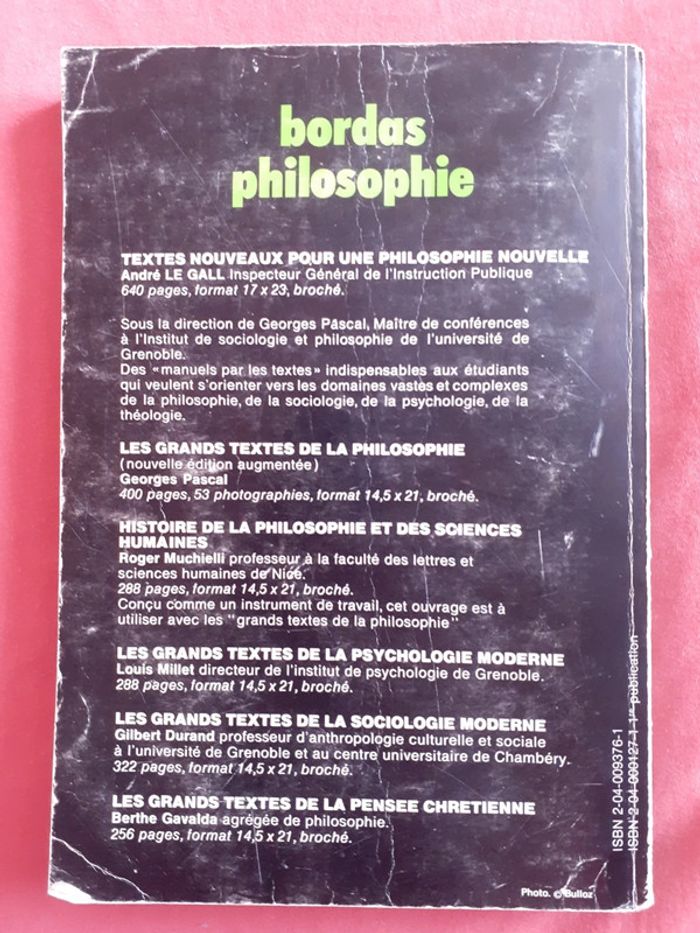 bordas
philosophie
TEXTES NOUVEAUX POUR UNE PHILOSOPHIE NOUVELLE
André LE GALL Inspecteur Général de l'Instruction Publique
640 pages, format 17 x 23, broché.
Sous la direction de Georges Pascal, Maître de conférences
à l'Institut de sociologie et philosophie de l'université de
Grenoble.
Des «manuels par les textes» indispensables aux étudiants
qui veulent s'orienter vers les domaines vastes et complexes
de la philosophie, de la sociologie, de la psychologie, de la
théologie.
LES GRANDS TEXTES DE LA PHILOSOPHIE
(nouvelle édition augmentée)
Georges Pascal
400 pages, 53 photographies, format 14,5 x 21, broché.
HISTOIRE DE LA PHILOSOPHIE ET DES SCIENCES
HUMAINES
Roger Muchielli professeur à la faculté des lettres et
sciences humaines de Nice.
288 pages, format 14,5 x 21, broché.
Conçu comme un instrument de travail, cet ouvrage est à
utiliser avec les "grands textes de la philosophie"
LES GRANDS TEXTES DE LA PSYCHOLOGIE MODERNE
Louis Millet directeur de l'institut de psychologie de Grenoble.
288 pages, format 14,5 x 21, broché.
LES GRANDS TEXTES DE LA SOCIOLOGIE MODERNE
Gilbert Durand professeur d'anthropologie culturelle et sociale
à l'université de Grenoble et au centre universitaire de Chambéry.
322 pages, format 14,5 x 21, broché.
LES GRANDS TEXTES DE LA PENSEE CHRETIENNE
Berthe Gavalda agrégée de philosophie.
256 pages, format 14,5 x 21, broché.
Photo. © Bulloz
ISBN 2-04-009376-1
ISBN 2-04-000127-1 1re publication